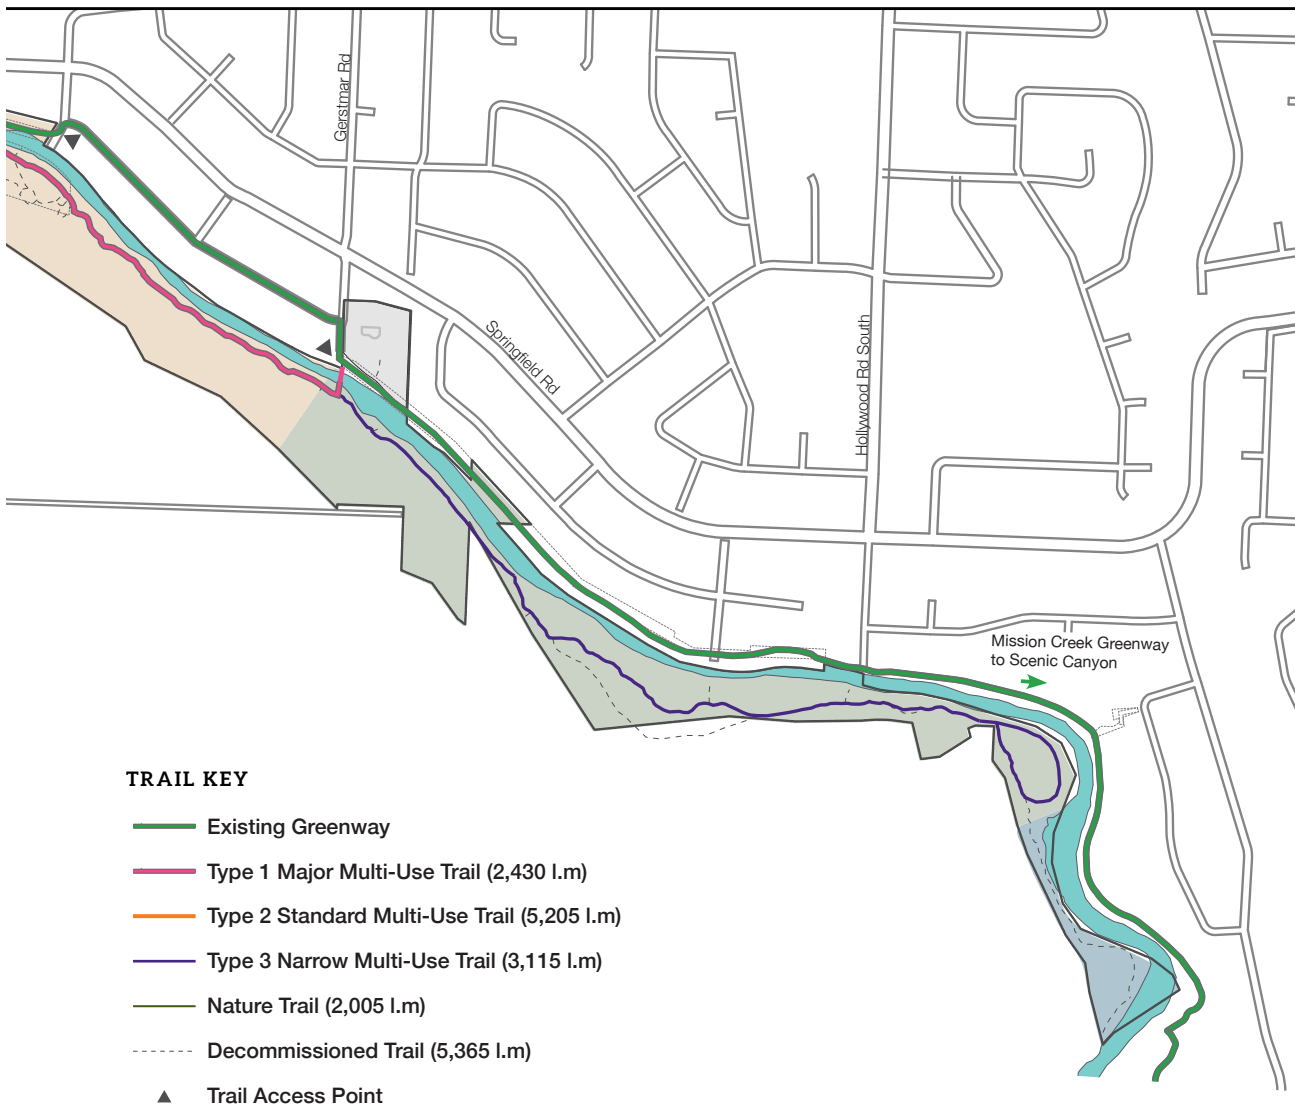 Gerstmar Rd
Springfield Rd
Hollywood Rd South
Mission Creek Greenway
to Scenic Canyon
TRAIL KEY
Existing Greenway
Type 1 Major Multi-Use Trail (2,430 l.m)
Type 2 Standard Multi-Use Trail (5,205 l.m)
Type 3 Narrow Multi-Use Trail (3,115 l.m)
Nature Trail (2,005 l.m)
Decommissioned Trail (5,365 l.m)
Trail Access Point